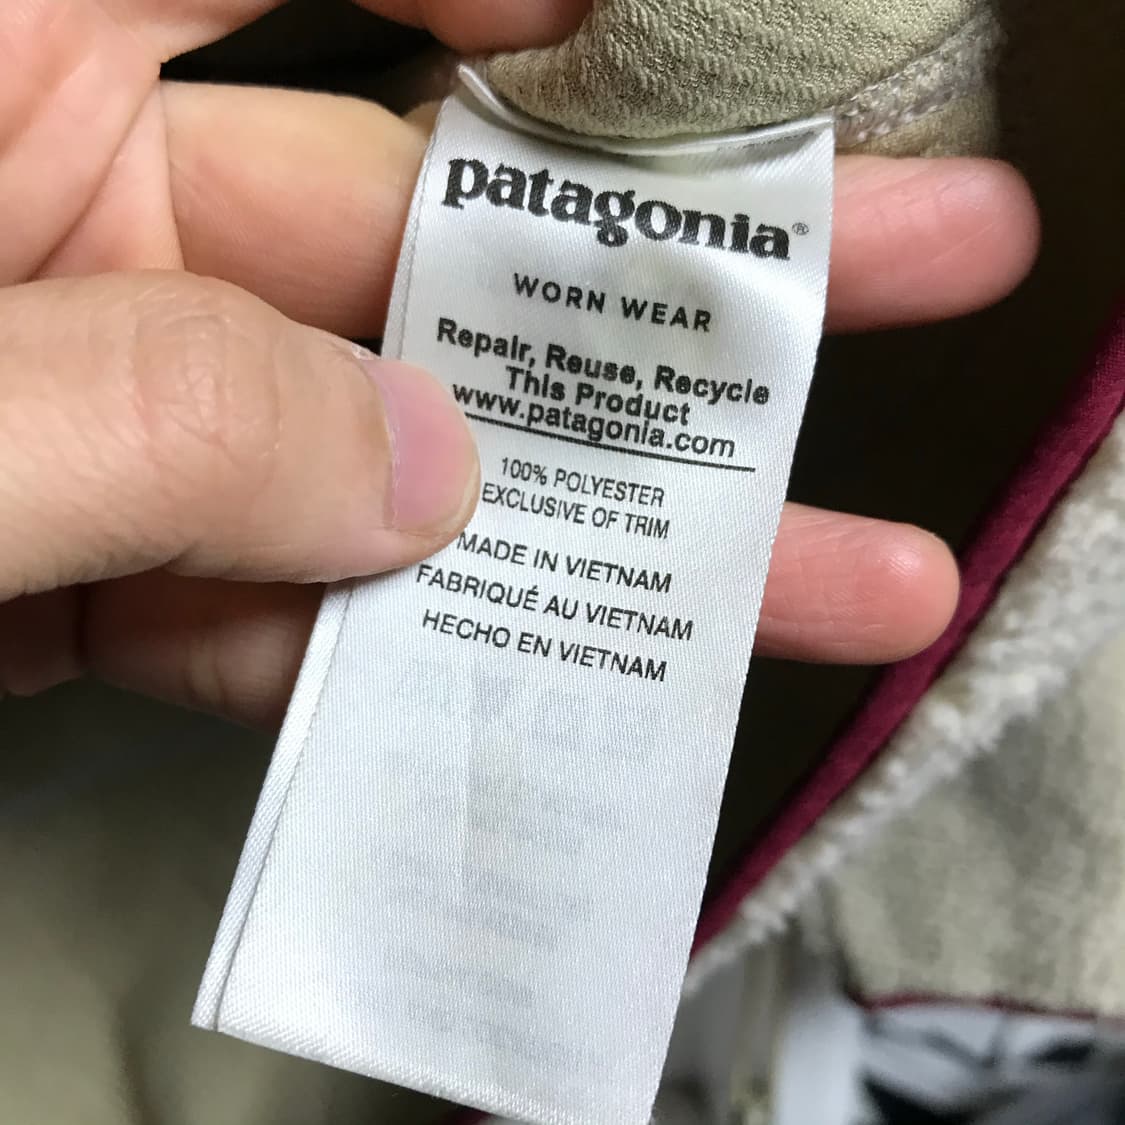 patagonia®
WORN WEAR
Repair, Reuse, Recycle
This Product
www.patagonia.com
100% POLYESTER
EXCLUSIVE OF TRIM
MADE IN VIETNAM
FABRIQUÉ AU VIETNAM
HECHO EN VIETNAM